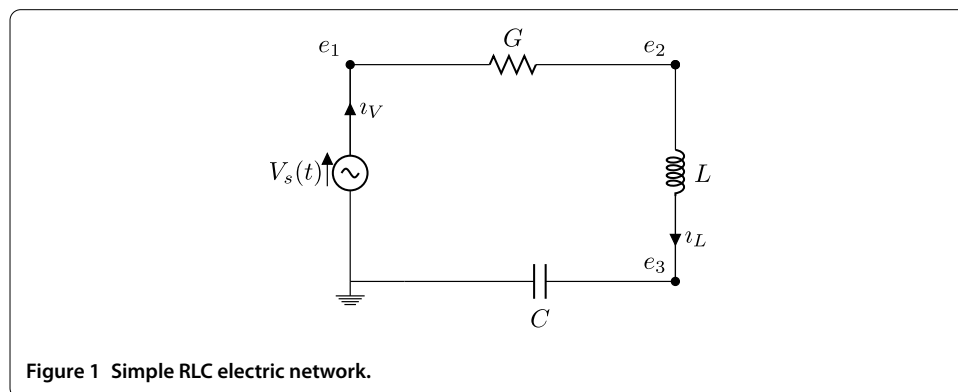 G
e₁
e₂
ıV
Vₛ(t)
L
ıL
e₃
C
Figure 1 Simple RLC electric network.